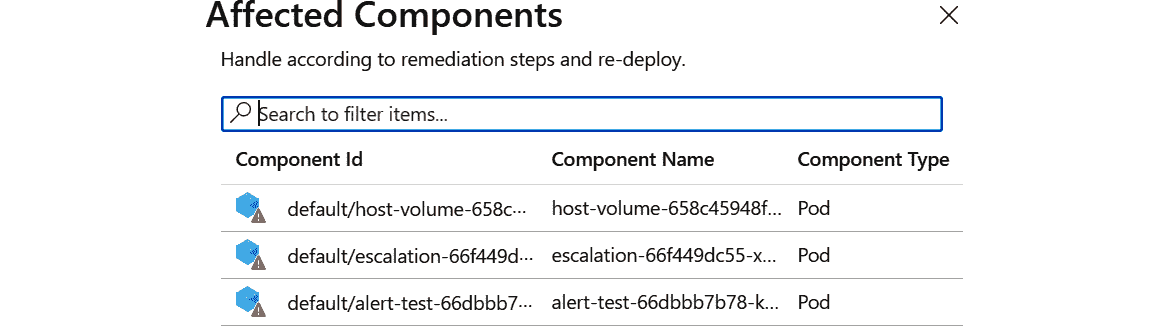 Affected Components
Handle according to remediation steps and re-deploy.
Search to filter items...
Component Id Component Name Component Type
default/host-volume-658c··· host-volume-658c45948f... Pod
default/escalation-66f449d··· escalation-66f449dc55-x... Pod
default/alert-test-66dbbb7··· alert-test-66dbbb7b78-k... Pod